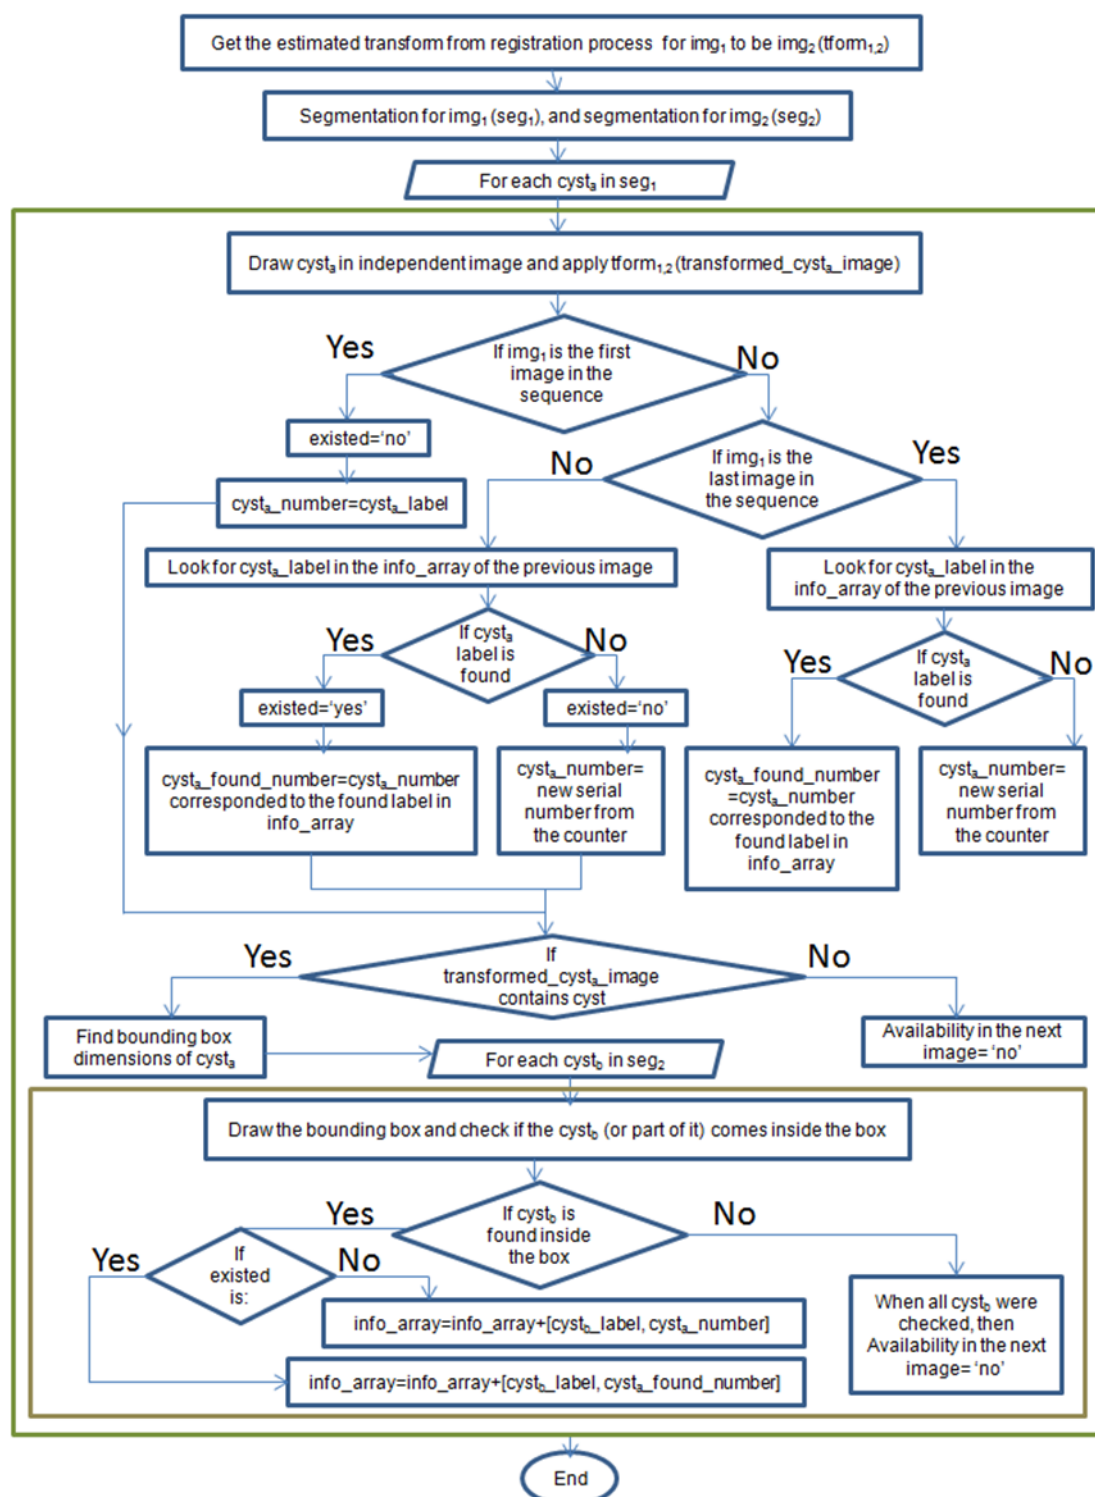 Get the estimated transform from registration process for img₁ to be img₂ (tform₁,₂)
Segmentation for img₁ (seg₁), and segmentation for img₂ (seg₂)
For each cystₐ in seg₁
Draw cystₐ in independent image and apply tform₁,₂ (transformed_cystₐ_image)
Yes
If img₁ is the first
image in the
sequence
No
existed=‘no’
cystₐ_number=cystₐ_label
No
If img₁ is the
last image in
the sequence
Yes
Look for cystₐ_label in the info_array of the previous image
Look for cystₐ_label in the
info_array of the previous image
Yes
If cystₐ
label is
found
No
Yes
If cystₐ
label is
found
No
existed=‘yes’
existed=‘no’
cystₐ_found_number=cystₐ_number
corresponded to the found label in
info_array
cystₐ_number=
new serial
number from
the counter
cystₐ_found_number
=cystₐ_number
corresponded to the
found label in
info_array
cystₐ_number=
new serial
number from
the counter
Yes
If
transformed_cystₐ_image
contains cyst
No
Find bounding box
dimensions of cystₐ
For each cyst_b in seg₂
Availability in the next
image= ‘no’
Draw the bounding box and check if the cyst_b (or part of it) comes inside the box
Yes
If cyst_b is
found inside
the box
No
Yes
If
existed
is:
No
info_array=info_array+[cyst_b_label, cystₐ_number]
info_array=info_array+[cyst_b_label, cystₐ_found_number]
When all cyst_b were
checked, then
Availability in the next
image= ‘no’
End